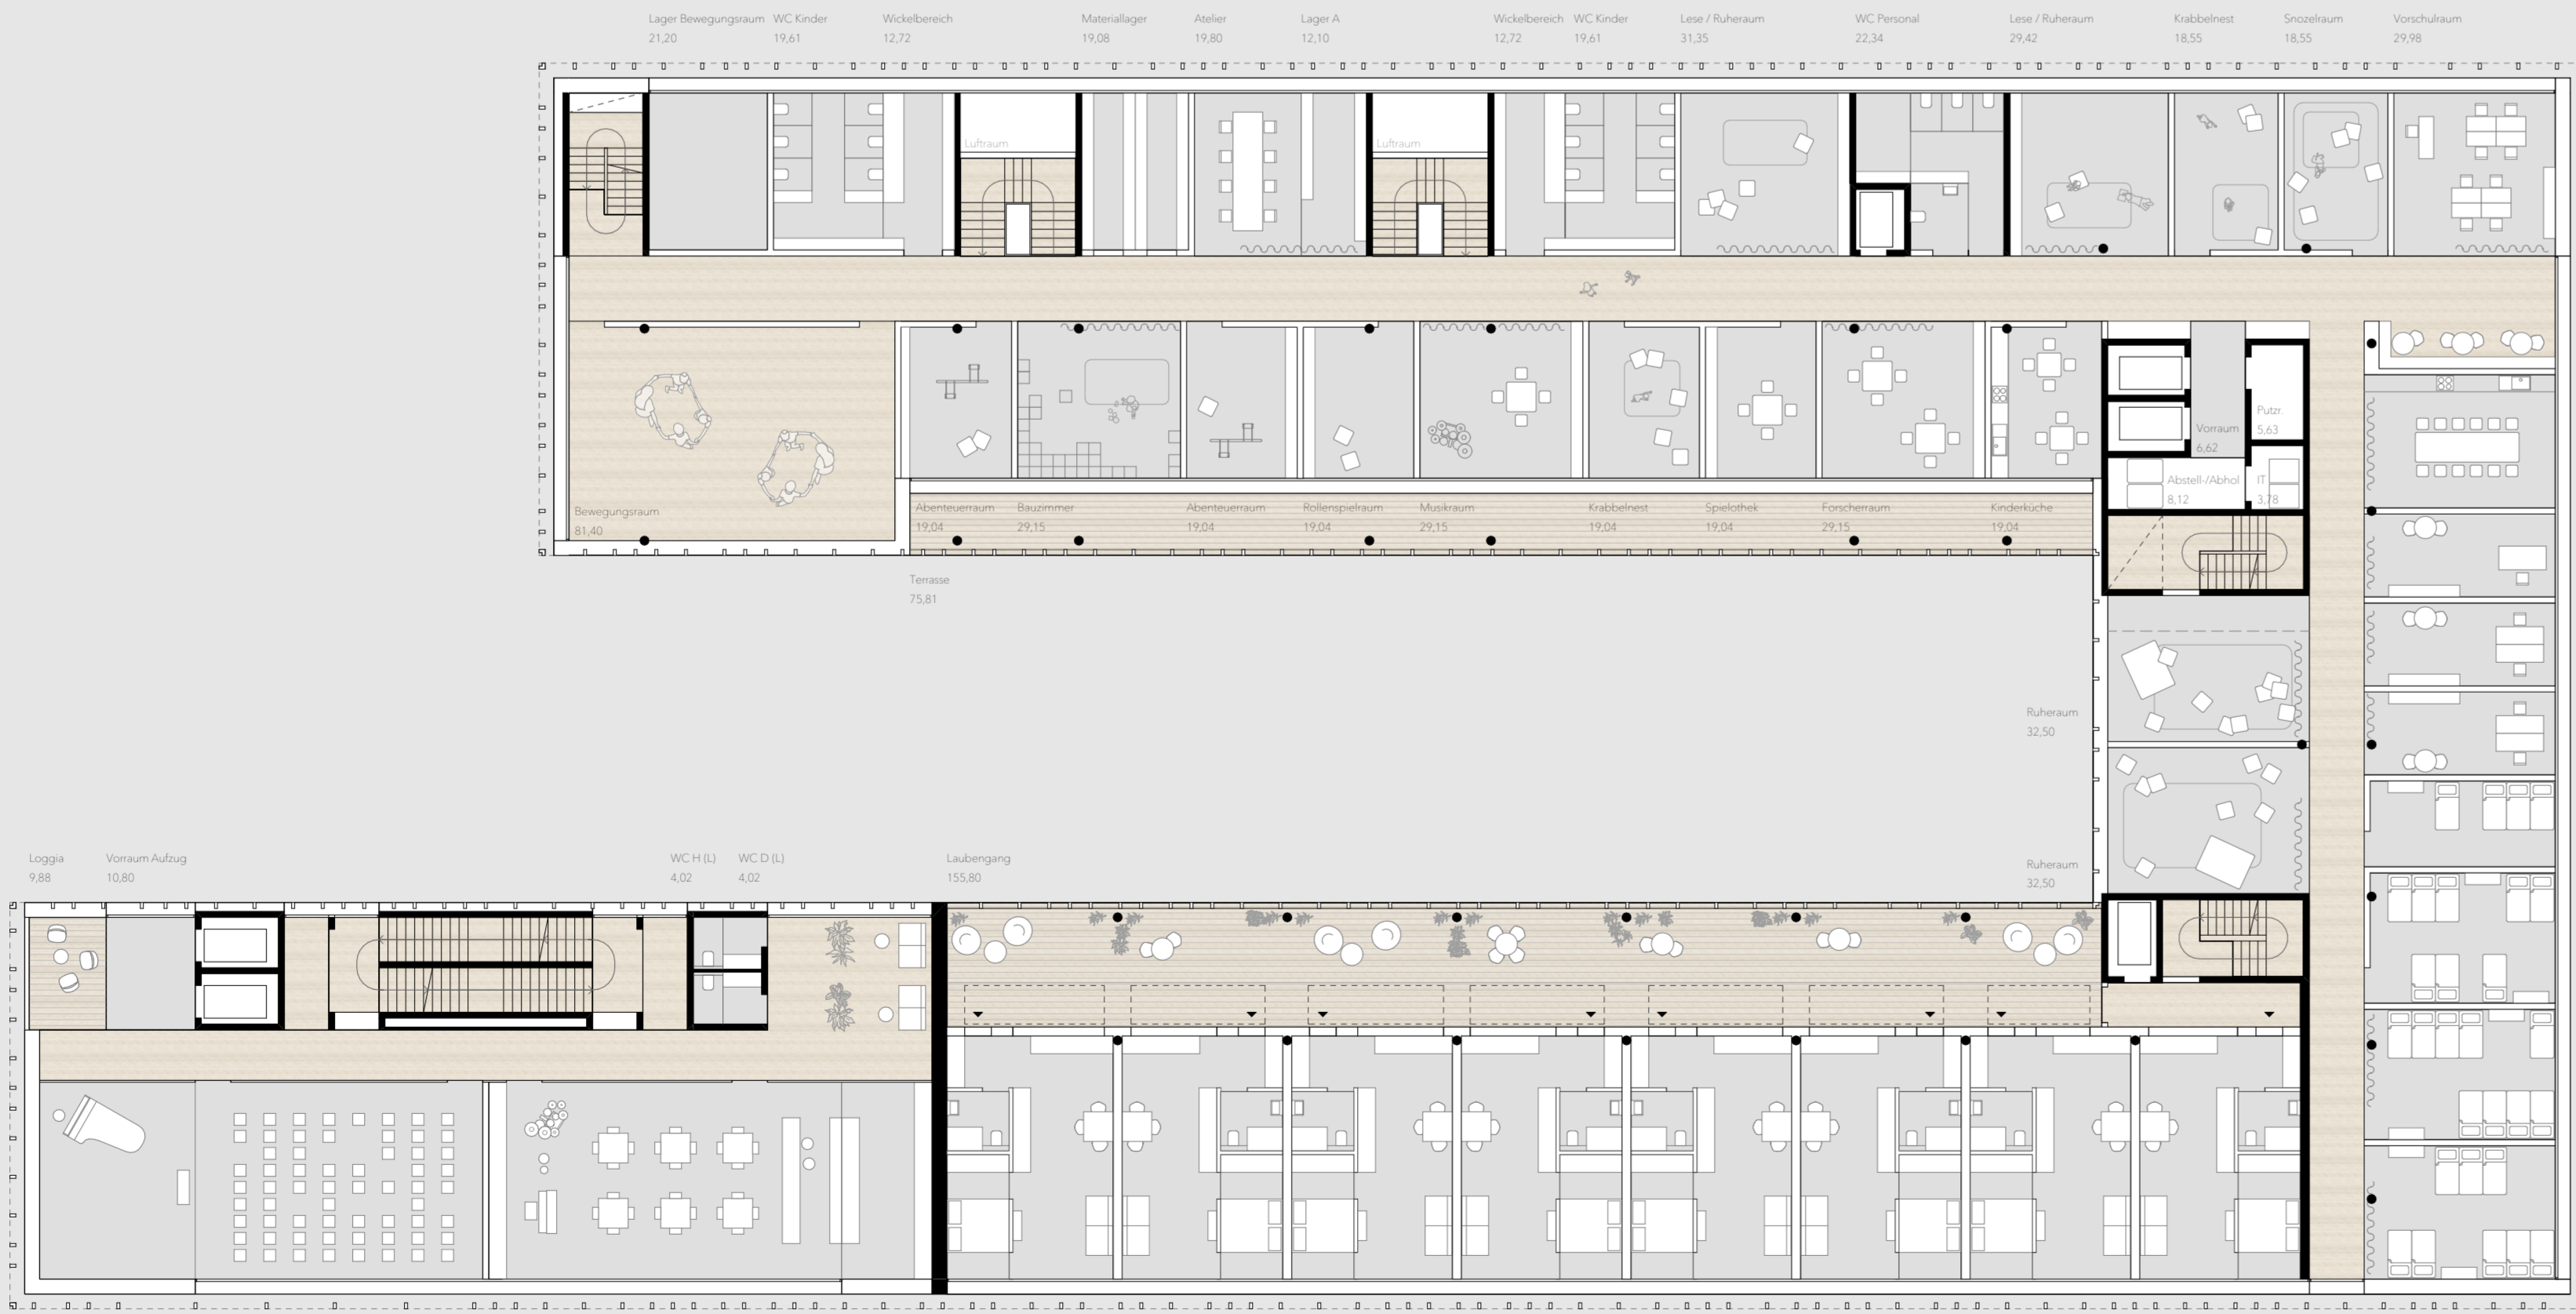 Lager Bewegungsraum
21,20
WC Kinder
19,61
Wickelbereich
12,72
Materiallager
19,08
Atelier
19,80
Lager A
12,10
Wickelbereich
12,72
WC Kinder
19,61
Lese / Ruheraum
31,35
WC Personal
22,34
Lese / Ruheraum
29,42
Krabbelnest
18,55
Snozelraum
18,55
Vorschulraum
29,98
Luftraum
Luftraum
Putzr.
5,63
Vorraum
6,62
Abstell-/Abhol
8,12
IT
3,78
Bewegungsraum
81,40
Abenteuerraum
19,04
Bauzimmer
29,15
Abenteuerraum
19,04
Rollenspielraum
19,04
Musikraum
29,15
Krabbelnest
19,04
Spielothek
19,04
Forscherraum
29,15
Kinderküche
19,04
Terrasse
75,81
Ruheraum
32,50
Ruheraum
32,50
Loggia
9,88
Vorraum Aufzug
10,80
WC H (L)
4,02
WC D (L)
4,02
Laubengang
155,80